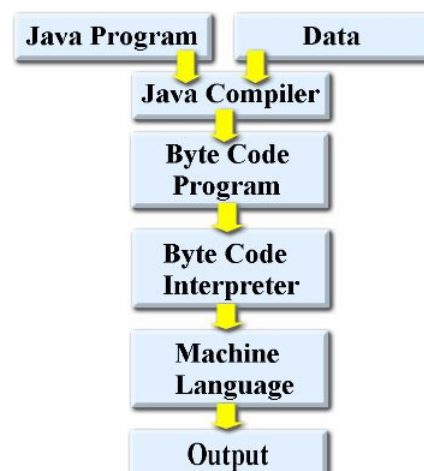 Java Program
Data
Java Compiler
Byte Code
Program
Byte Code
Interpreter
Machine
Language
Output